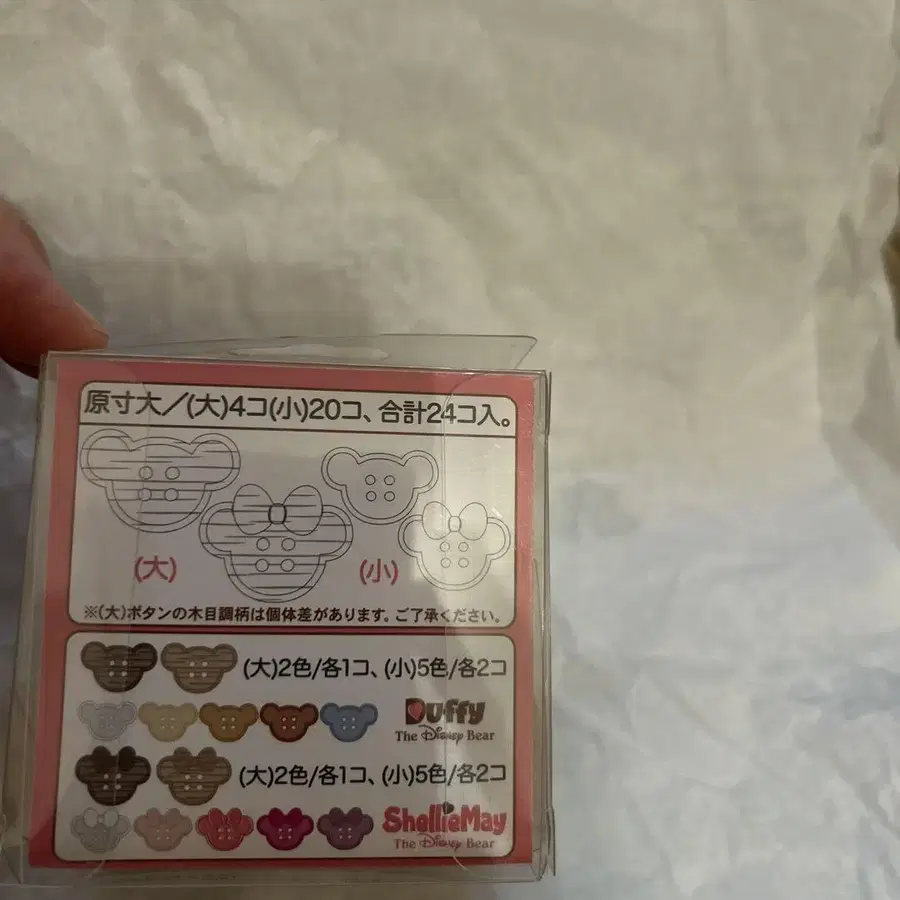 原寸大／(大)4コ(小)20コ、合計24コ入。
(大)
(小)
※(大)ボタンの木目調柄は個体差があります。ご了承ください。
(大)2色/各1コ、(小)5色/各2コ
Duffy
The Disney Bear
(大)2色/各1コ、(小)5色/各2コ
ShellieMay
The Disney Bear